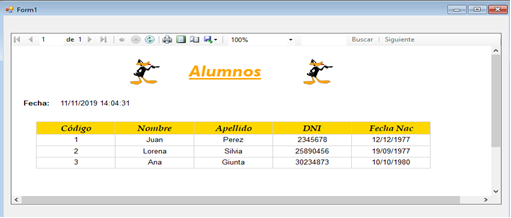 Form1
1 de 1 100% Buscar | Siguiente
Alumnos
Fecha: 11/11/2019 14:04:31
Código Nombre Apellido DNI Fecha Nac
1 Juan Perez 2345678 12/12/1977
2 Lorena Silvia 25890456 19/09/1977
3 Ana Giunta 30234873 10/10/1980